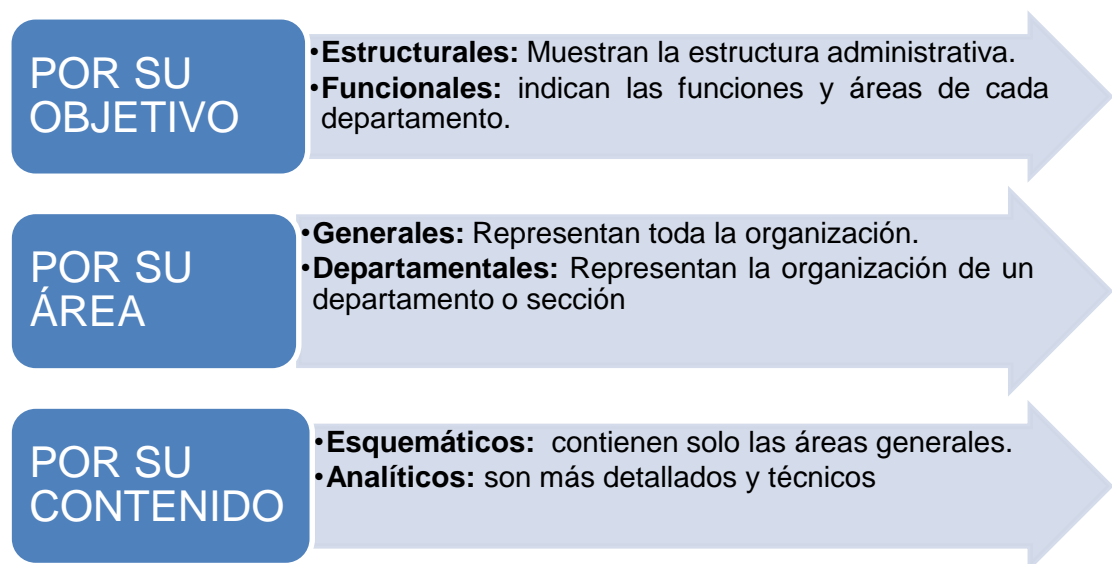 POR SU
OBJETIVO
•Estructurales: Muestran la estructura administrativa.
•Funcionales: indican las funciones y áreas de cada
departamento.
POR SU
ÁREA
•Generales: Representan toda la organización.
•Departamentales: Representan la organización de un
departamento o sección
POR SU
CONTENIDO
•Esquemáticos: contienen solo las áreas generales.
•Analíticos: son más detallados y técnicos